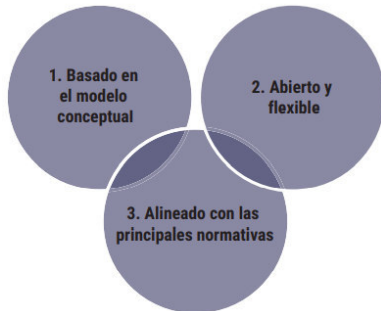 1. Basado en
el modelo
conceptual
2. Abierto y
flexible
3. Alineado con las
principales normativas